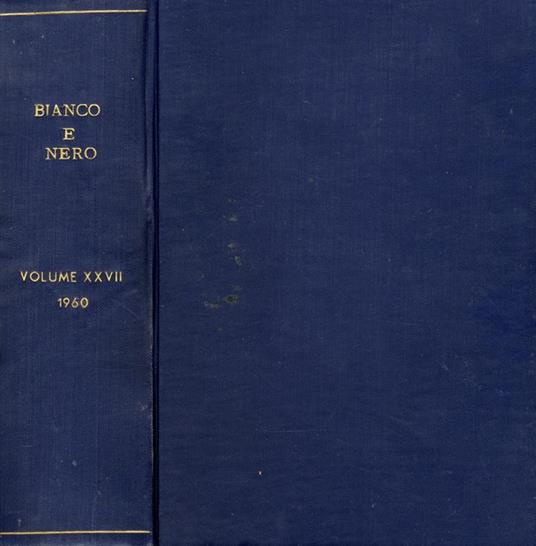 BIANCO
E
NERO
VOLUME XXVII
1960